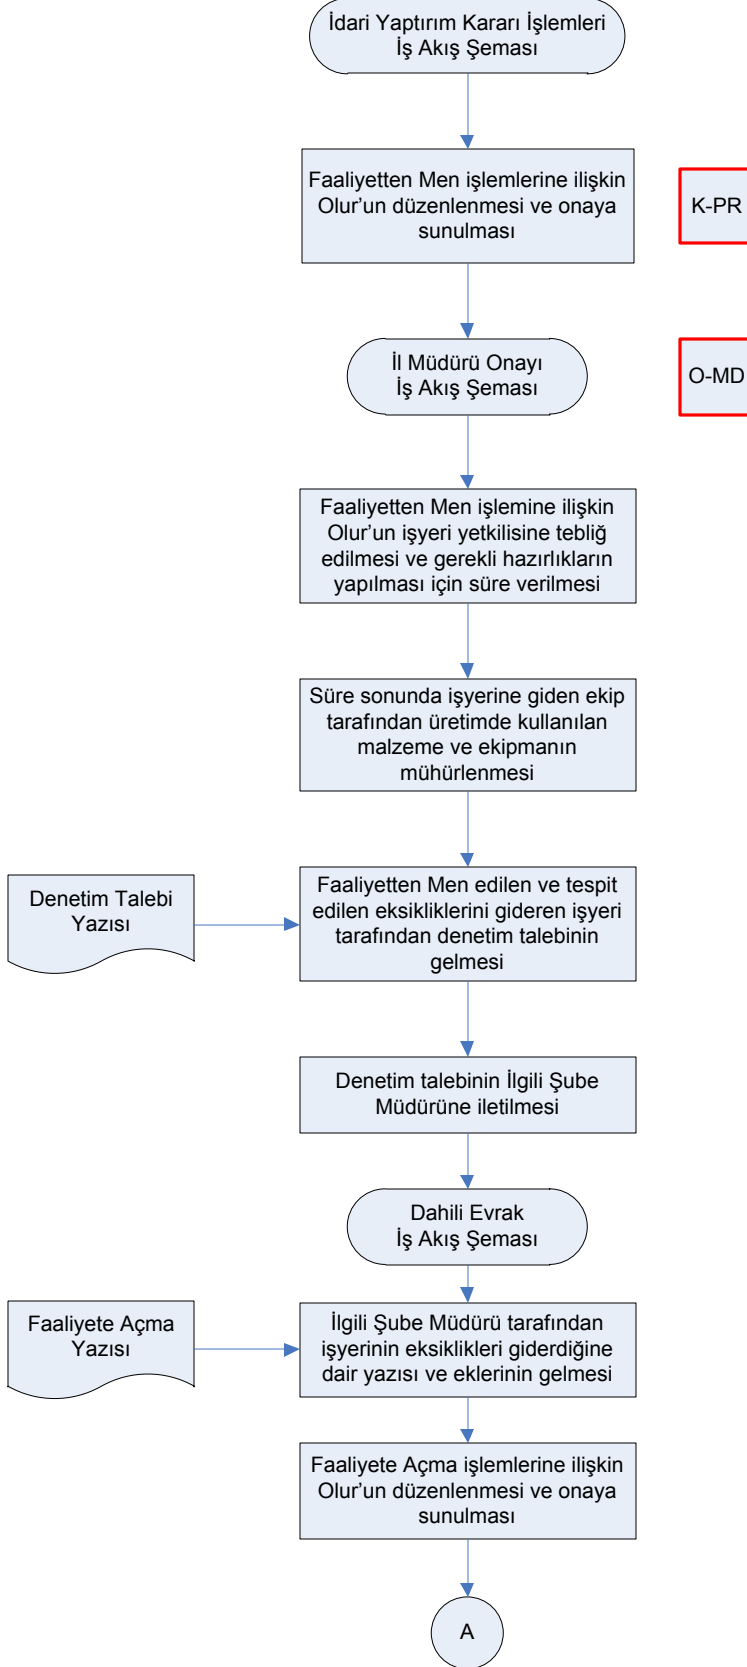 İdari Yaptırım Kararı İşlemleri
İş Akış Şeması
Faaliyetten Men işlemlerine ilişkin
Olur’un düzenlenmesi ve onaya
sunulması
K-PR
İl Müdürü Onayı
İş Akış Şeması
O-MD
Faaliyetten Men işlemine ilişkin
Olur’un işyeri yetkilisine tebliğ
edilmesi ve gerekli hazırlıkların
yapılması için süre verilmesi
Süre sonunda işyerine giden ekip
tarafından üretimde kullanılan
malzeme ve ekipmanın
mühürlenmesi
Denetim Talebi
Yazısı
Faaliyetten Men edilen ve tespit
edilen eksikliklerini gideren işyeri
tarafından denetim talebinin
gelmesi
Denetim talebinin İlgili Şube
Müdürüne iletilmesi
Dahili Evrak
İş Akış Şeması
Faaliyete Açma
Yazısı
İlgili Şube Müdürü tarafından
işyerinin eksiklikleri giderdiğine
dair yazısı ve eklerinin gelmesi
Faaliyete Açma işlemlerine ilişkin
Olur’un düzenlenmesi ve onaya
sunulması
A